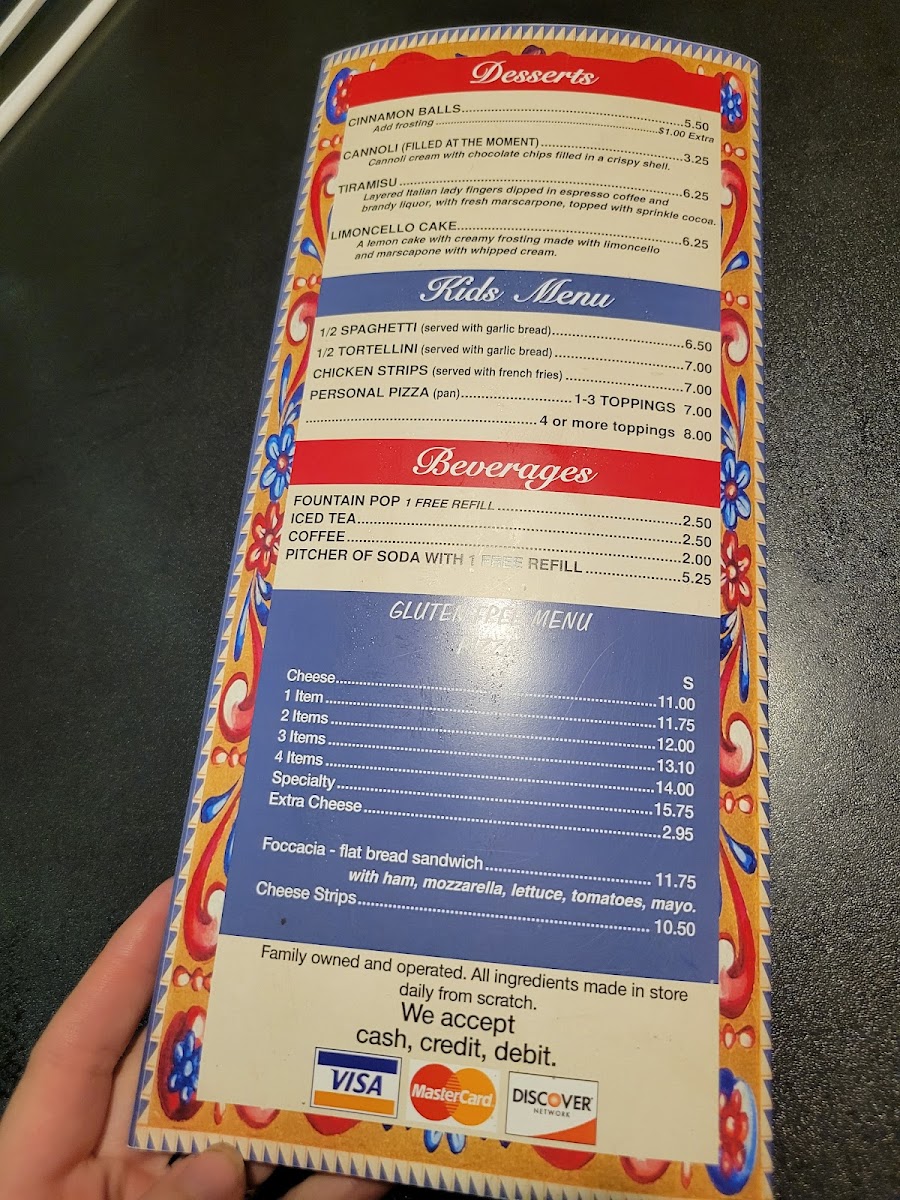 Desserts
CINNAMON BALLS........5.50
Add frosting........$1.00 Extra
CANNOLI (FILLED AT THE MOMENT)........3.25
Cannoli cream with chocolate chips filled in a crispy shell.
TIRAMISU........6.25
Layered Italian lady fingers dipped in espresso coffee and
brandy liquor, with fresh marscarpone, topped with sprinkle cocoa.
LIMONCELLO CAKE........6.25
A lemon cake with creamy frosting made with limoncello
and marscapone with whipped cream.
Kids Menu
1/2 SPAGHETTI (served with garlic bread)........6.50
1/2 TORTELLINI (served with garlic bread)........7.00
CHICKEN STRIPS (served with french fries)........7.00
PERSONAL PIZZA (pan)........1-3 TOPPINGS 7.00
........4 or more toppings 8.00
Beverages
FOUNTAIN POP 1 FREE REFILL........2.50
ICED TEA........2.50
COFFEE........2.00
PITCHER OF SODA WITH 1 FREE REFILL........5.25
GLUTEN FREE MENU
S
Cheese........11.00
1 Item........11.75
2 Items........12.00
3 Items........13.10
4 Items........14.00
Specialty........15.75
Extra Cheese........2.95
Foccacia - flat bread sandwich........11.75
with ham, mozzarella, lettuce, tomatoes, mayo.
Cheese Strips........10.50
Family owned and operated. All ingredients made in store
daily from scratch.
We accept
cash, credit, debit.
VISA MasterCard DISCOVER
NETWORK